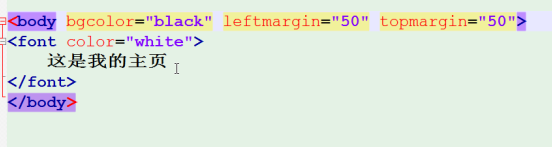 <body bgcolor="black" leftmargin="50" topmargin="50">
<font color="white">
这是我的主页
</font>
</body>